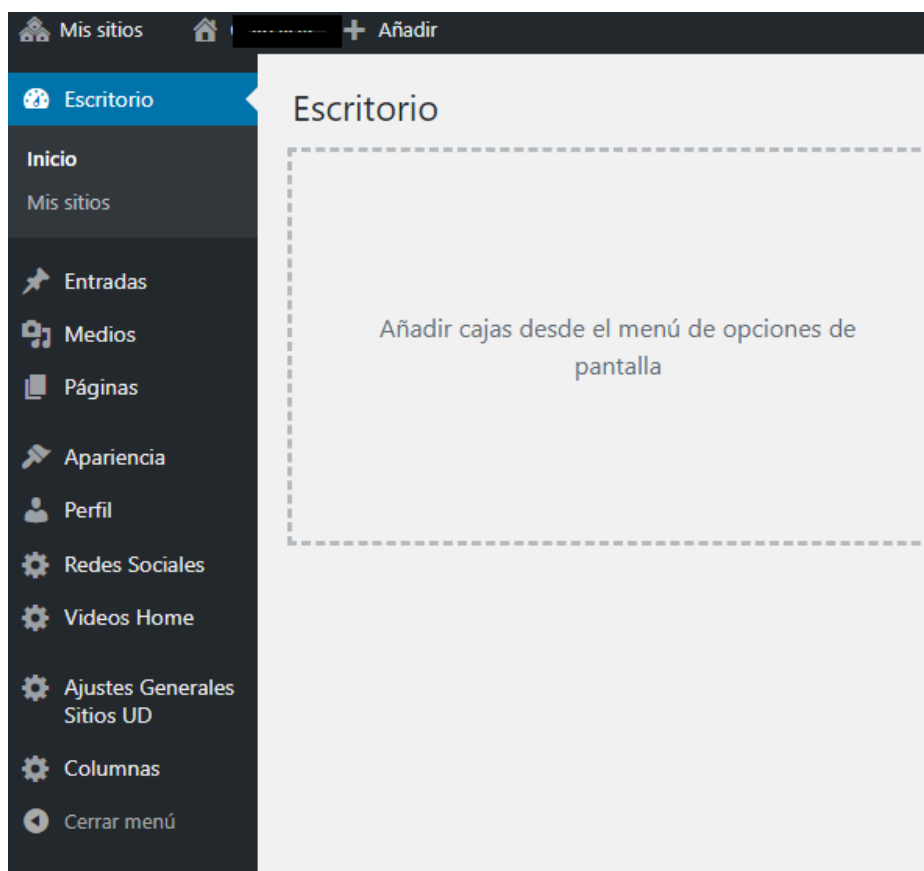 Mis sitios
Añadir
Escritorio
Inicio
Mis sitios
Entradas
Medios
Páginas
Apariencia
Perfil
Redes Sociales
Videos Home
Ajustes Generales
Sitios UD
Columnas
Cerrar menú
Escritorio
Añadir cajas desde el menú de opciones de
pantalla